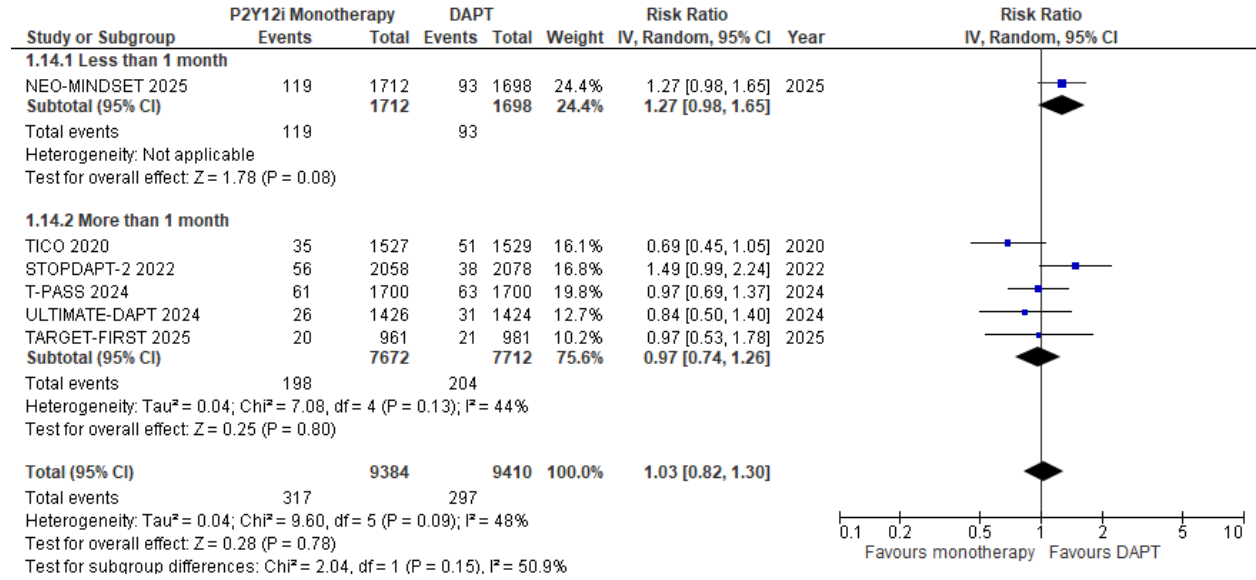 P2Y12i Monotherapy DAPT Risk Ratio Risk Ratio
Study or Subgroup Events Total Events Total Weight IV, Random, 95% CI Year IV, Random, 95% CI
1.14.1 Less than 1 month
NEO-MINDSET 2025 119 1712 93 1698 24.4% 1.27 [0.98, 1.65] 2025
Subtotal (95% CI) 1712 1698 24.4% 1.27 [0.98, 1.65]
Total events 119 93
Heterogeneity: Not applicable
Test for overall effect: Z = 1.78 (P = 0.08)
1.14.2 More than 1 month
TICO 2020 35 1527 51 1529 16.1% 0.69 [0.45, 1.05] 2020
STOPDAPT-2 2022 56 2058 38 2078 16.8% 1.49 [0.99, 2.24] 2022
T-PASS 2024 61 1700 63 1700 19.8% 0.97 [0.69, 1.37] 2024
ULTIMATE-DAPT 2024 26 1426 31 1424 12.7% 0.84 [0.50, 1.40] 2024
TARGET-FIRST 2025 20 961 21 981 10.2% 0.97 [0.53, 1.78] 2025
Subtotal (95% CI) 7672 7712 75.6% 0.97 [0.74, 1.26]
Total events 198 204
Heterogeneity: Tau² = 0.04; Chi² = 7.08, df = 4 (P = 0.13); I² = 44%
Test for overall effect: Z = 0.25 (P = 0.80)
Total (95% CI) 9384 9410 100.0% 1.03 [0.82, 1.30]
Total events 317 297
Heterogeneity: Tau² = 0.04; Chi² = 9.60, df = 5 (P = 0.09); I² = 48%
Test for overall effect: Z = 0.28 (P = 0.78)
Test for subgroup differences: Chi² = 2.04, df = 1 (P = 0.15), I² = 50.9%
0.1 0.2 0.5 1 2 5 10
Favours monotherapy Favours DAPT